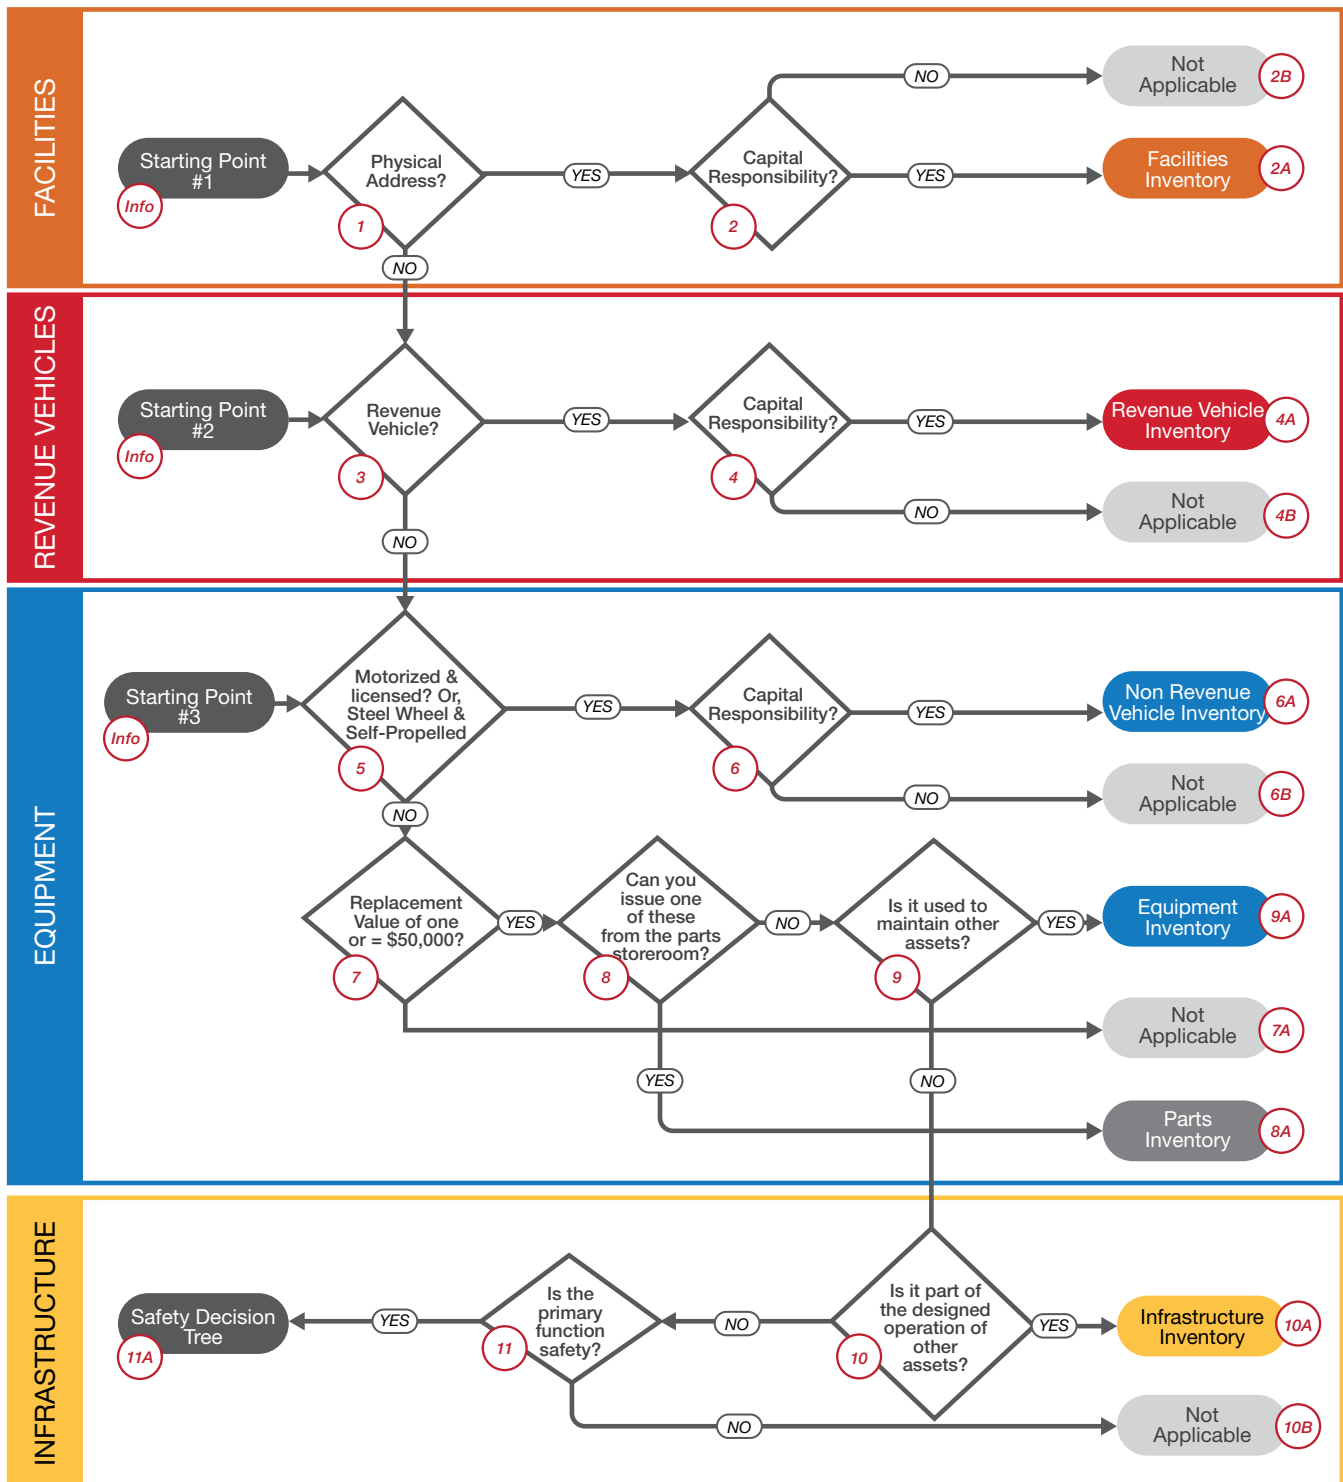 FACILITIES
Starting Point
#1
Info
Physical
Address?
1
YES
NO
Capital
Responsibility?
2
NO
Not
Applicable
2B
YES
Facilities
Inventory
2A
REVENUE VEHICLES
Starting Point
#2
Info
Revenue
Vehicle?
3
YES
NO
Capital
Responsibility?
4
YES
Revenue Vehicle
Inventory
4A
NO
Not
Applicable
4B
EQUIPMENT
Starting Point
#3
Info
Motorized &
licensed? Or,
Steel Wheel &
Self-Propelled
5
YES
NO
Capital
Responsibility?
6
YES
Non Revenue
Vehicle Inventory
6A
NO
Not
Applicable
6B
Replacement
Value of one
or = $50,000?
7
YES
Can you
issue one
of these
from the parts
storeroom?
8
NO
Is it used to
maintain other
assets?
9
YES
Equipment
Inventory
9A
Not
Applicable
7A
YES
NO
Parts
Inventory
8A
INFRASTRUCTURE
Safety Decision
Tree
11A
YES
Is the
primary
function
safety?
11
NO
Is it part of
the designed
operation of
other
assets?
10
YES
Infrastructure
Inventory
10A
NO
Not
Applicable
10B